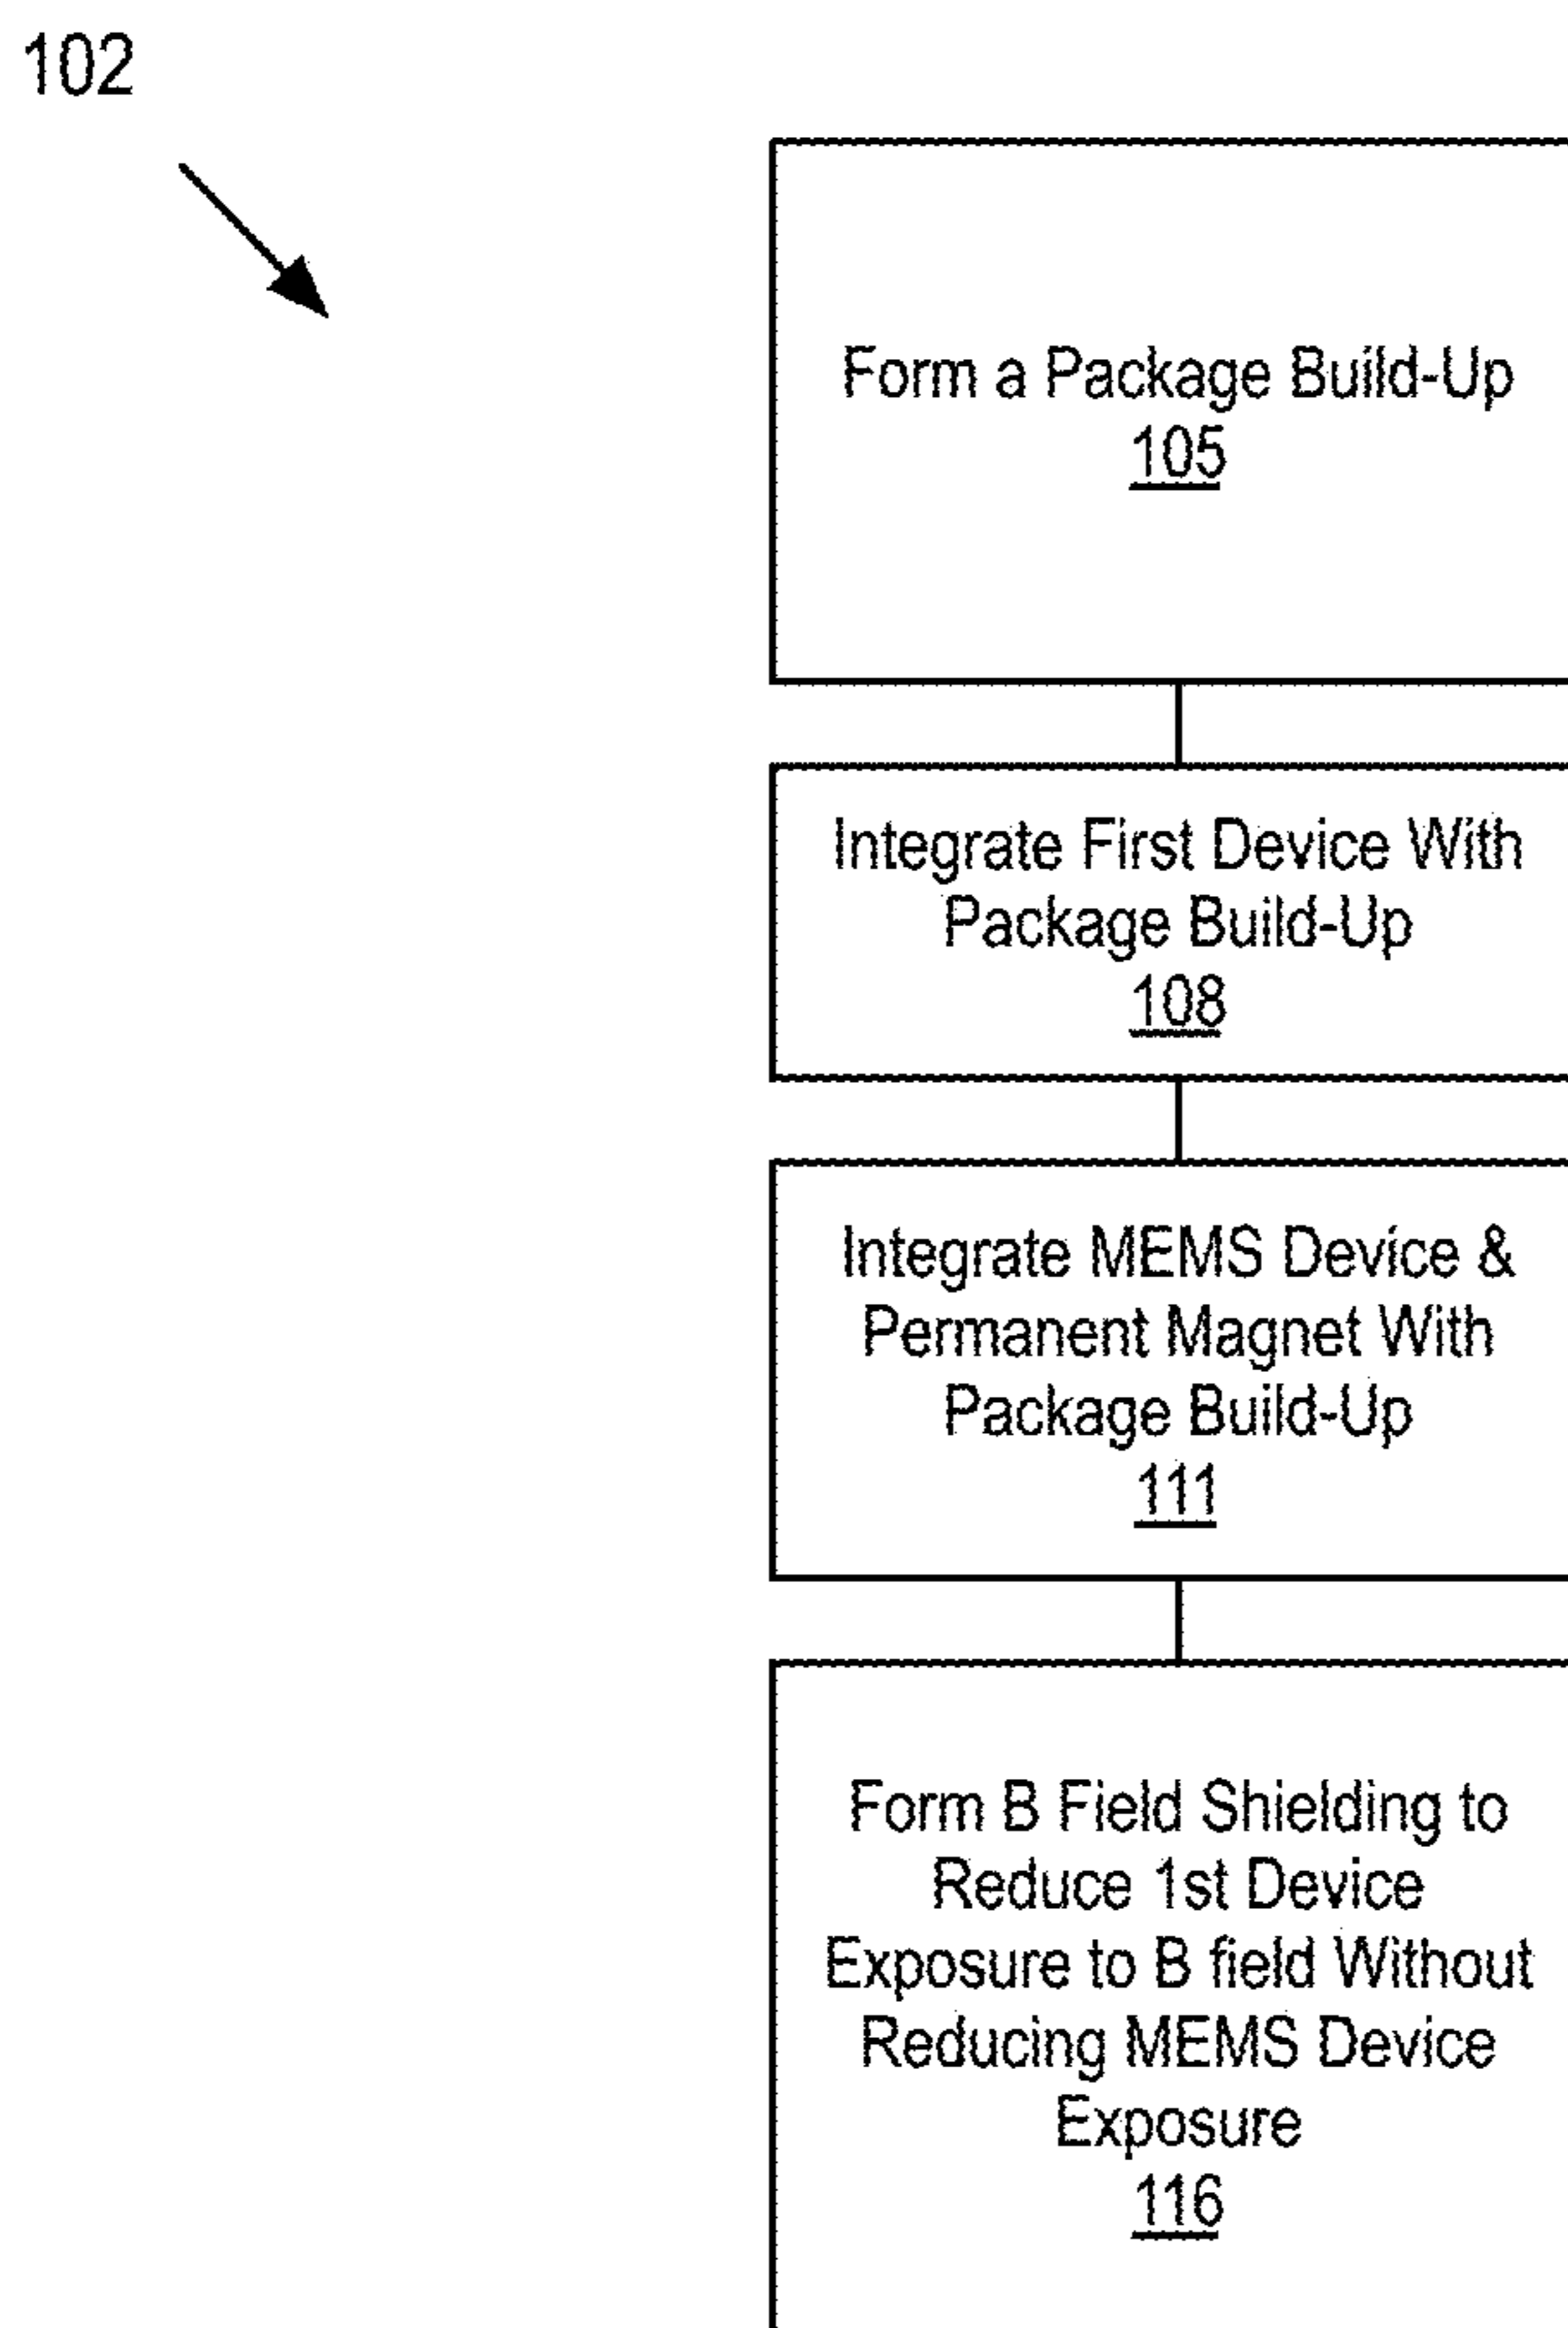 102
Form a Package Build-Up
105
Integrate First Device With
Package Build-Up
108
Integrate MEMS Device &
Permanent Magnet With
Package Build-Up
111
Form B Field Shielding to
Reduce 1st Device
Exposure to B field Without
Reducing MEMS Device
Exposure
116